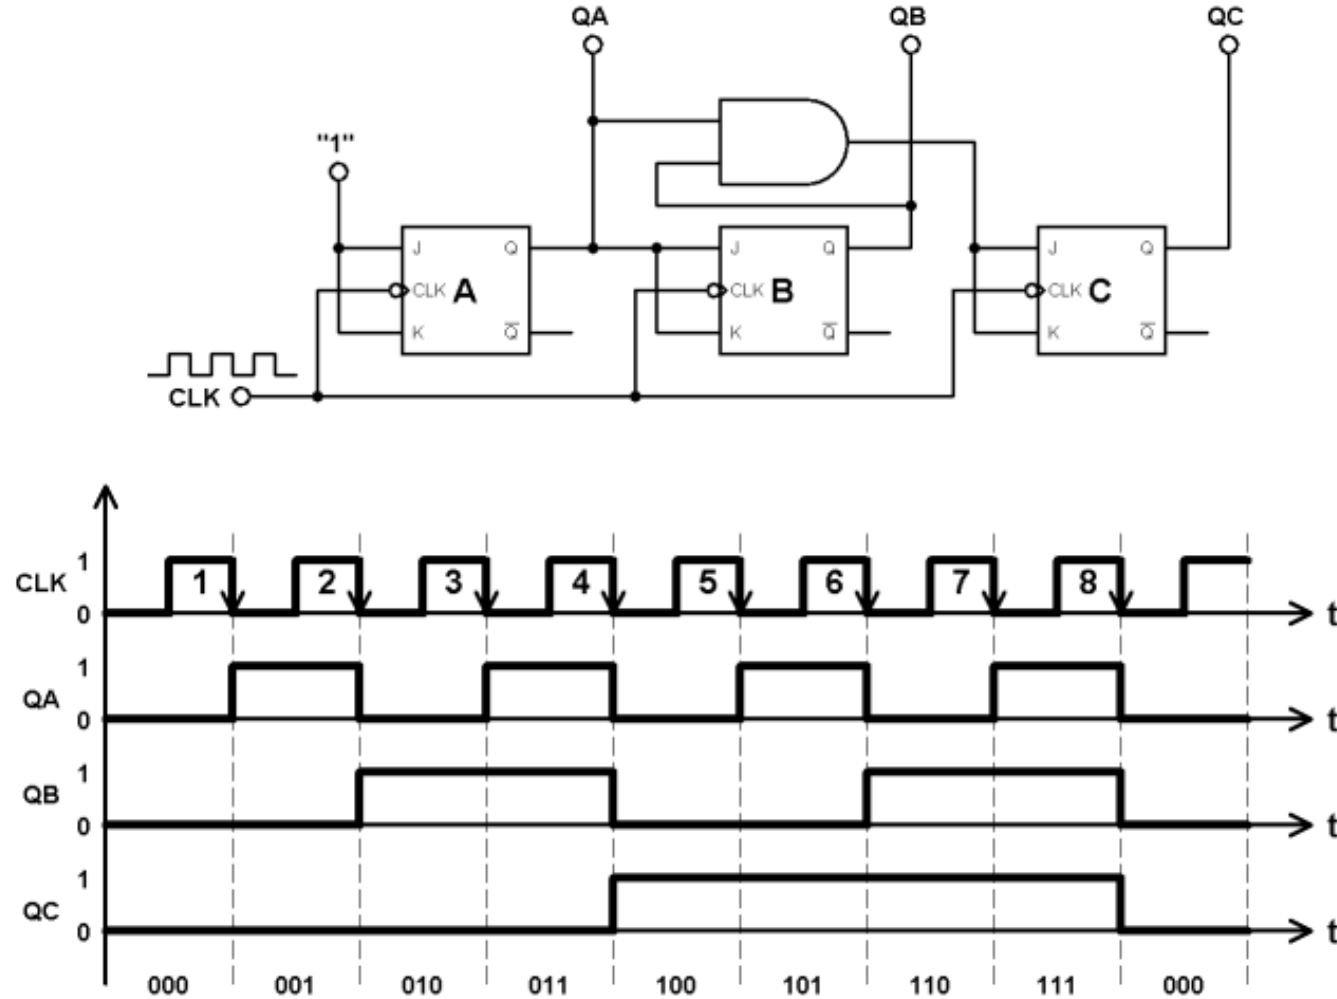 QA QB QC
"1"
J Q J Q J Q
CLK A CLK B CLK C
K Q̅ K Q̅ K Q̅
CLK
1
CLK 1 2 3 4 5 6 7 8
0 t
1
QA
0 t
1
QB
0 t
1
QC
0 t
000 001 010 011 100 101 110 111 000